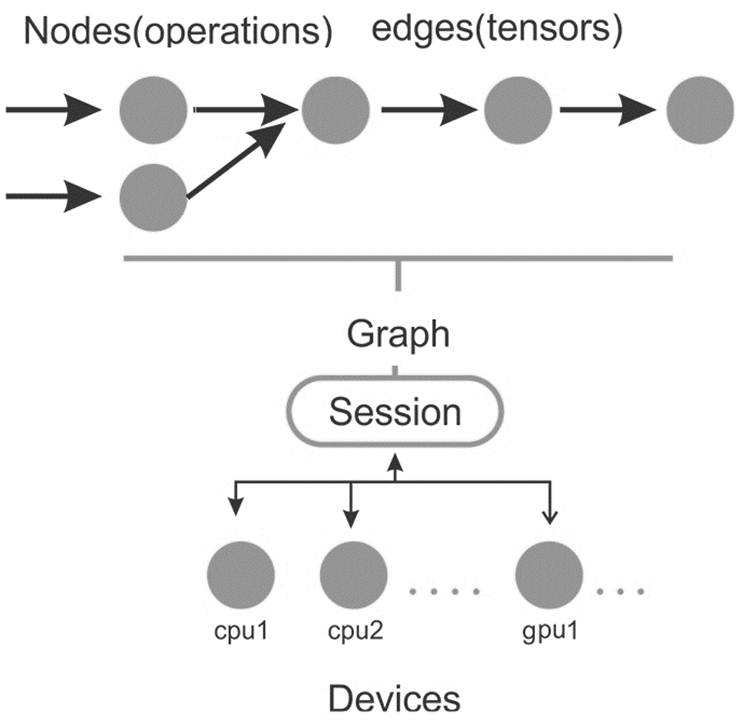 Nodes(operations) edges(tensors)
Graph
Session
cpu1 cpu2 gpu1
Devices